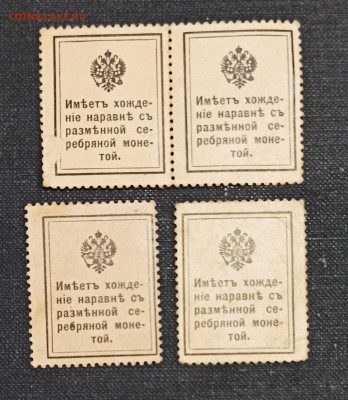 COINSS.SU.RU
Имѣетъ хожде-
ніе наравнѣ съ
размѣнной се-
ребряной моне-
той.
Имѣетъ хожде-
ніе наравнѣ съ
размѣнной се-
ребряной моне-
той.
Имѣетъ хожде-
ніе наравнѣ съ
размѣнной се-
ребряной моне-
той.
Имѣетъ хожде-
ніе наравнѣ съ
размѣнной се-
ребряной моне-
той.